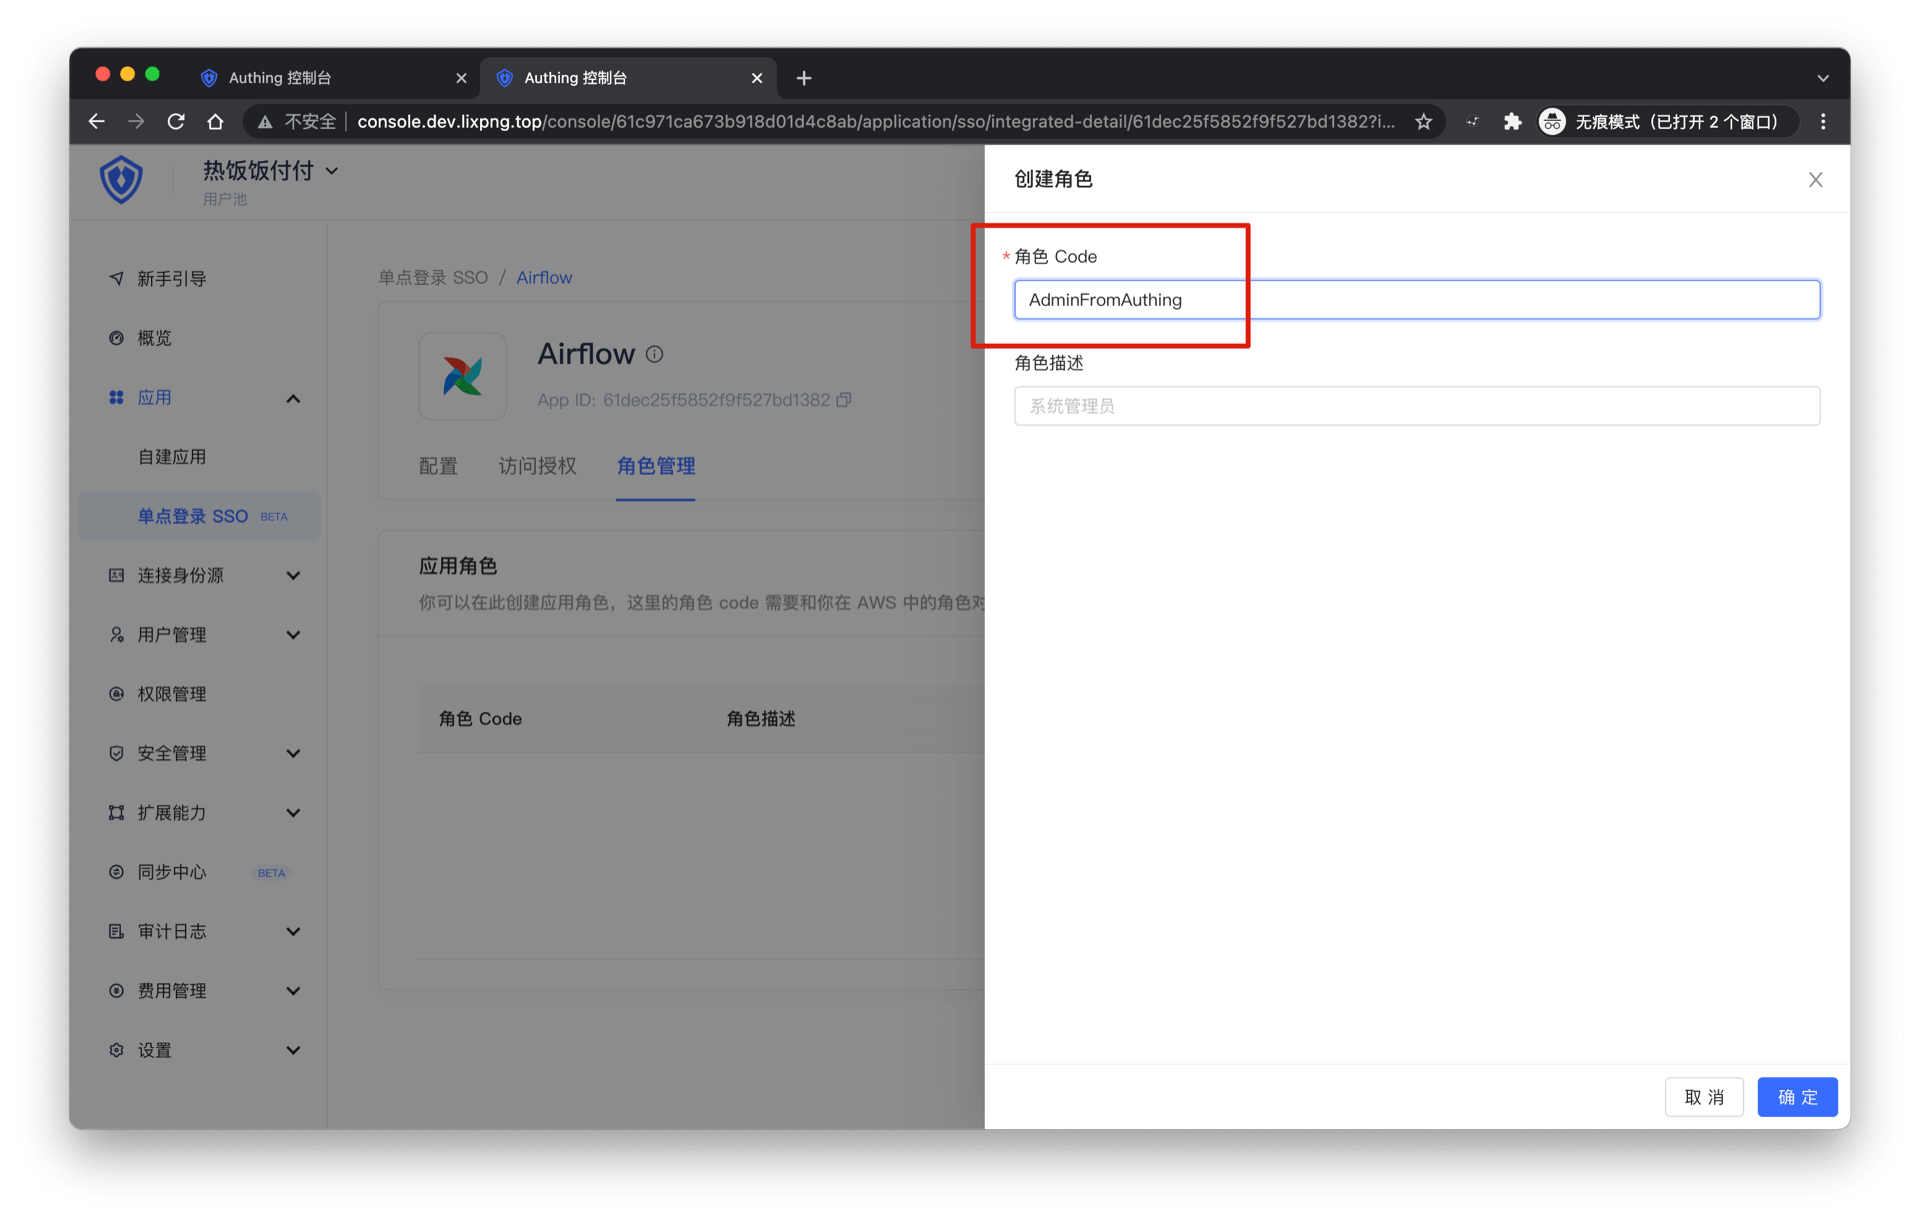 Authing 控制台
Authing 控制台
不安全
console.dev.lixpng.top/console/61c971ca673b918d01d4c8ab/application/sso/integrated-detail/61dec25f5852f9f527bd1382?i...
无痕模式（已打开 2 个窗口）
热饭饭付付
用户池
新手引导
概览
应用
自建应用
单点登录 SSO BETA
连接身份源
用户管理
权限管理
安全管理
扩展能力
同步中心 BETA
审计日志
费用管理
设置
单点登录 SSO / Airflow
Airflow
App ID: 61dec25f5852f9f527bd1382
配置 访问授权 角色管理
应用角色
你可以在此创建应用角色，这里的角色 code 需要和你在 AWS 中的角色对
角色 Code 角色描述
创建角色
* 角色 Code
AdminFromAuthing
角色描述
系统管理员
取 消 确 定